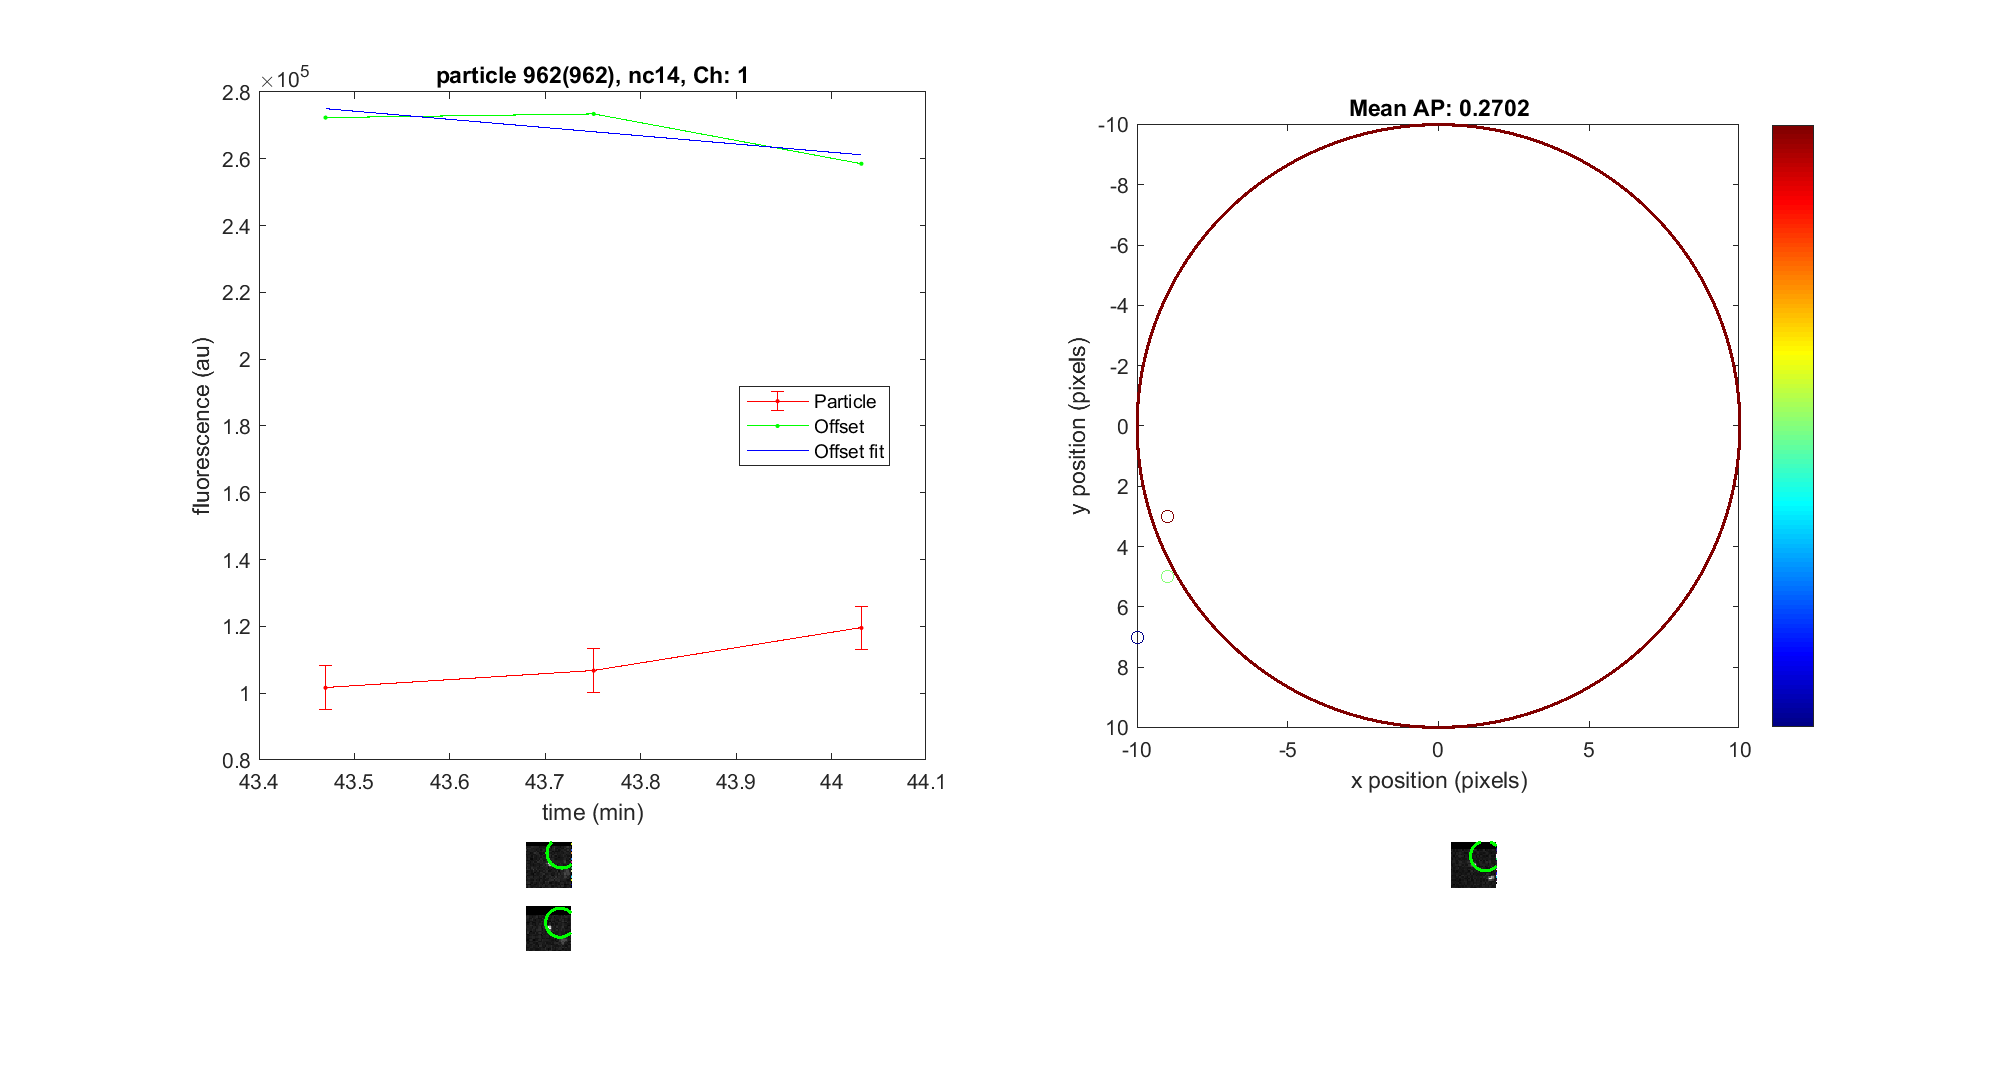 particle 962(962), nc14, Ch: 1
×10^5
2.8
2.6
2.4
2.2
2
1.8
1.6
1.4
1.2
1
0.8
fluorescence (au)
43.4 43.5 43.6 43.7 43.8 43.9 44 44.1
time (min)
Particle
Offset
Offset fit
Mean AP: 0.2702
-10
-8
-6
-4
-2
0
2
4
6
8
10
y position (pixels)
-10 -5 0 5 10
x position (pixels)